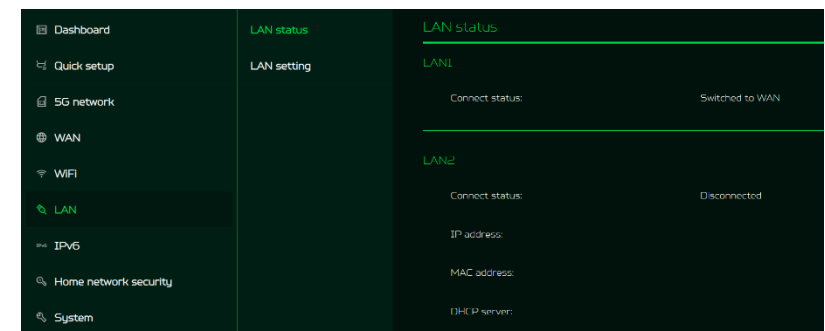 Dashboard
Quick setup
5G network
WAN
WiFi
LAN
IPv6
Home network security
System
LAN status
LAN setting
LAN status
LAN1
Connect status: Switched to WAN
LAN2
Connect status: Disconnected
IP address:
MAC address:
DHCP server: